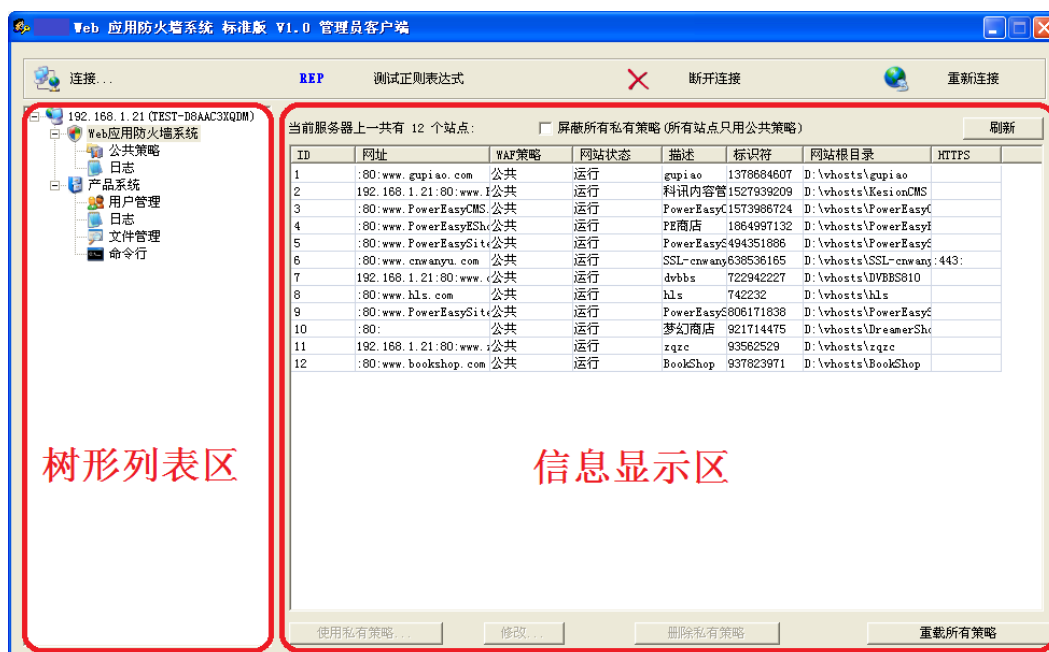 Web 应用防火墙系统 标准版 V1.0 管理员客户端
连接... REP 测试正则表达式 断开连接 重新连接
192.168.1.21(TEST-D8AAC3XQDM)
Web应用防火墙系统
公共策略
日志
产品系统
用户管理
日志
文件管理
命令行
树形列表区
当前服务器上一共有 12 个站点: 屏蔽所有私有策略(所有站点只用公共策略) 刷新
ID 网址 WAF策略 网站状态 描述 标识符 网站根目录 HTTPS
1 :80:www.gupiao.com 公共 运行 gupiao 1378684607 D:\vhosts\gupiao
2 192.168.1.21:80:www. 公共 运行 科讯内容管 1527939209 D:\vhosts\KesionCMS
3 :80:www.PowerEasyCMS. 公共 运行 PowerEasy 1573986724 D:\vhosts\PowerEasy
4 :80:www.PowerEasySho 公共 运行 PE商店 1864997132 D:\vhosts\PowerEasy
5 :80:www.PowerEasySite 公共 运行 PowerEasyS 494351886 D:\vhosts\PowerEasyS
6 :80:www.cnwanyu.com 公共 运行 SSL-cnwany 638536165 D:\vhosts\SSL-cnwany :443:
7 192.168.1.21:80:www. 公共 运行 dvbbs 722942227 D:\vhosts\DVBBS810
8 :80:www.hls.com 公共 运行 hls 742232 D:\vhosts\hls
9 :80:www.PowerEasySite 公共 运行 PowerEasyS 806171838 D:\vhosts\PowerEasyS
10 :80: 公共 运行 梦幻商店 921714475 D:\vhosts\DreamerSho
11 192.168.1.21:80:www. 公共 运行 zqzc 93562529 D:\vhosts\zqzc
12 :80:www.bookshop.com 公共 运行 BookShop 937823971 D:\vhosts\BookShop
信息显示区
使用私有策略... 修改... 删除私有策略 重载所有策略